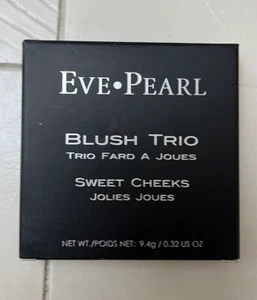 EVE•PEARL
BLUSH TRIO
TRIO FARD A JOUES
SWEET CHEEKS
JOLIES JOUES
NET WT./POIDS NET: 9.4g / 0.32 US OZ